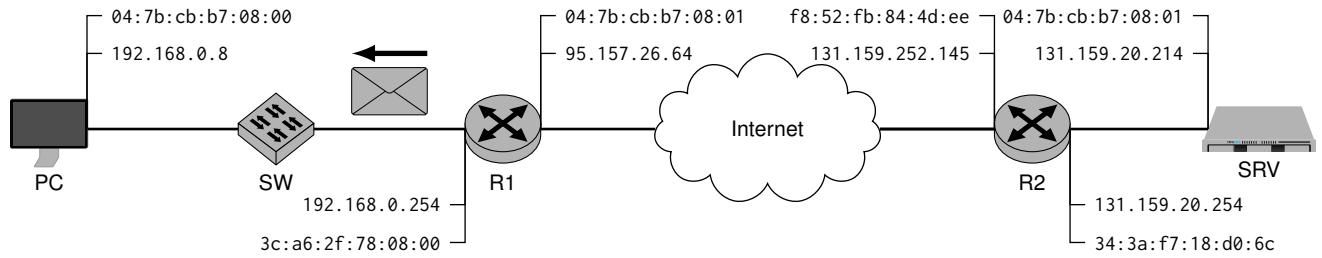 04:7b:cb:b7:08:00
192.168.0.8
04:7b:cb:b7:08:01
95.157.26.64
f8:52:fb:84:4d:ee
131.159.252.145
04:7b:cb:b7:08:01
131.159.20.214
Internet
PC
SW
R1
R2
SRV
192.168.0.254
3c:a6:2f:78:08:00
131.159.20.254
34:3a:f7:18:d0:6c